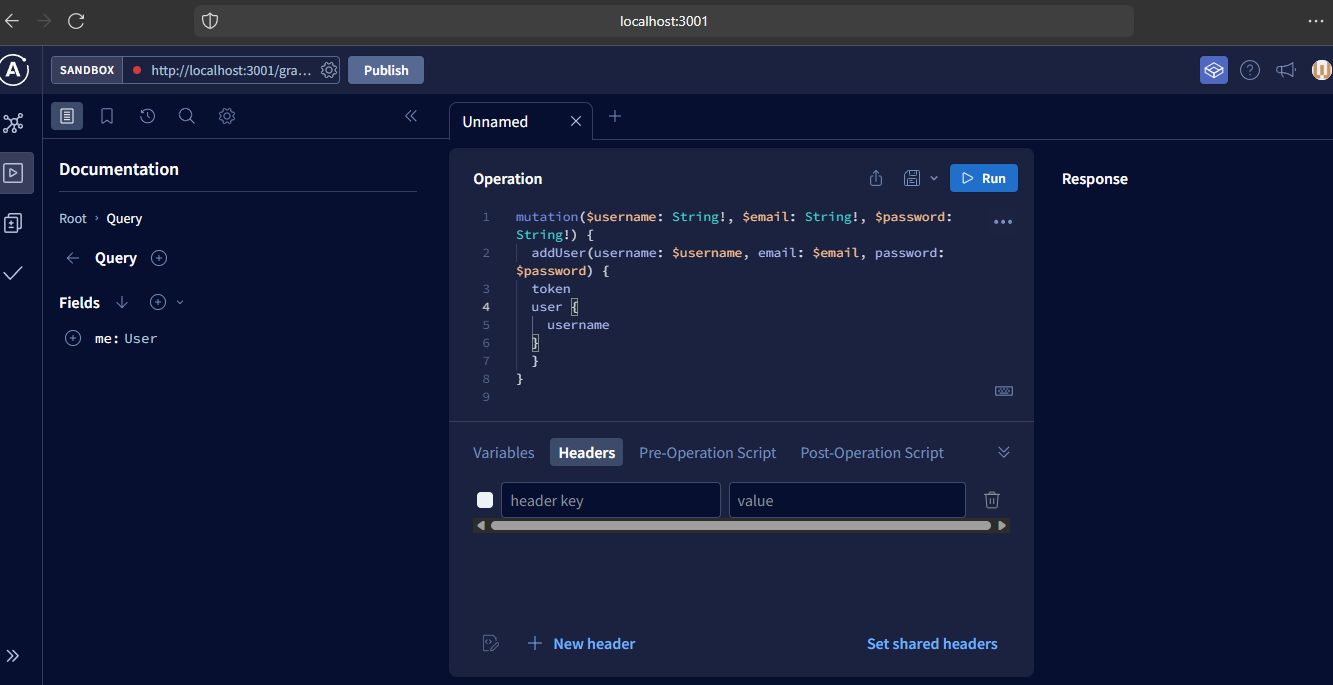 localhost:3001
A
SANDBOX http://localhost:3001/gra... Publish
Unnamed
Documentation
Root › Query
Query
Fields
me: User
Operation
Run
1 mutation($username: String!, $email: String!, $password:
String!) {
2 addUser(username: $username, email: $email, password:
$password) {
3 token
4 user {
5 username
6 }
7 }
8 }
9
Variables Headers Pre-Operation Script Post-Operation Script
header key value
New header Set shared headers
Response